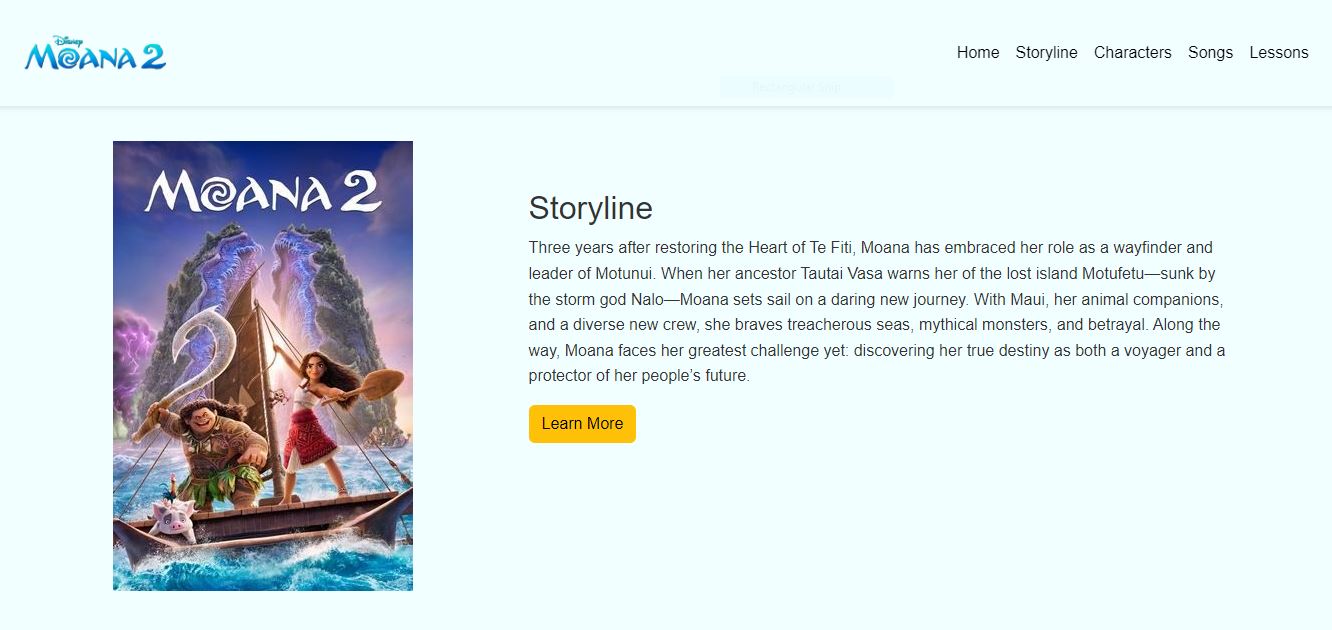 Disney
MOANA 2
Home Storyline Characters Songs Lessons
Rectangular Snip
MOANA 2
Storyline
Three years after restoring the Heart of Te Fiti, Moana has embraced her role as a wayfinder and
leader of Motunui. When her ancestor Tautai Vasa warns her of the lost island Motufetu—sunk by
the storm god Nalo—Moana sets sail on a daring new journey. With Maui, her animal companions,
and a diverse new crew, she braves treacherous seas, mythical monsters, and betrayal. Along the
way, Moana faces her greatest challenge yet: discovering her true destiny as both a voyager and a
protector of her people’s future.
Learn More